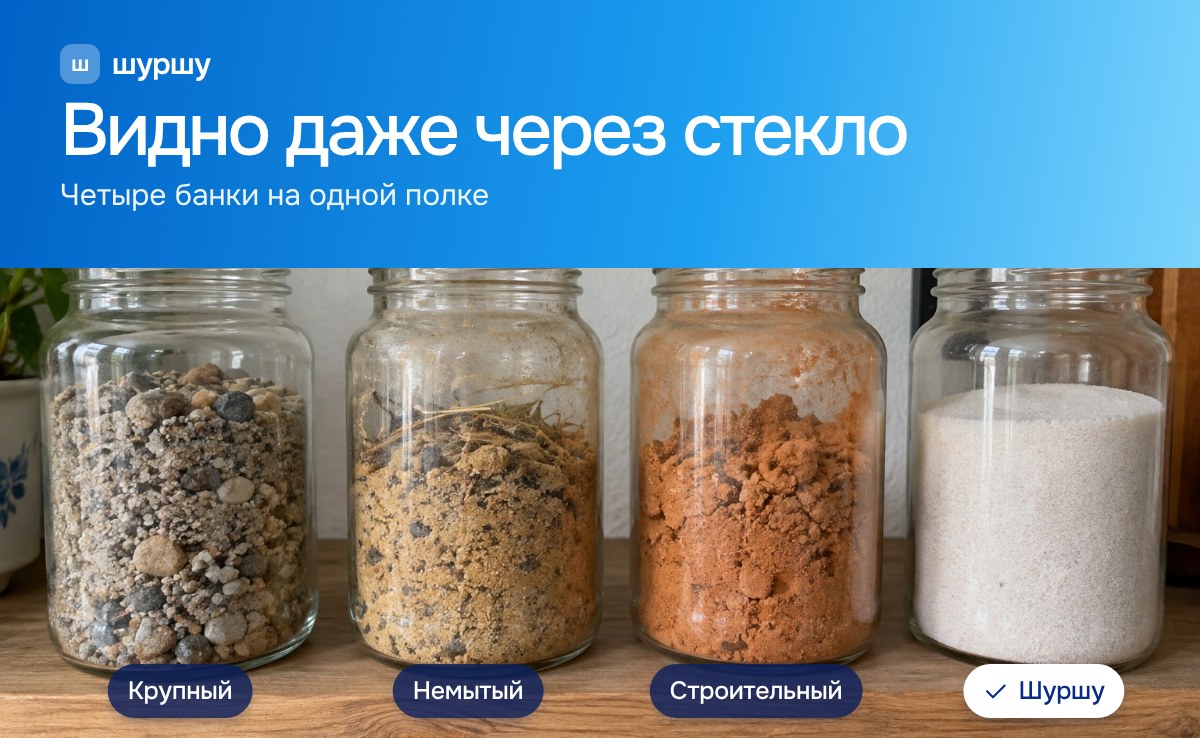 ш шуршу
Видно даже через стекло
Четыре банки на одной полке
Крупный
Немытый
Строительный
Шуршу